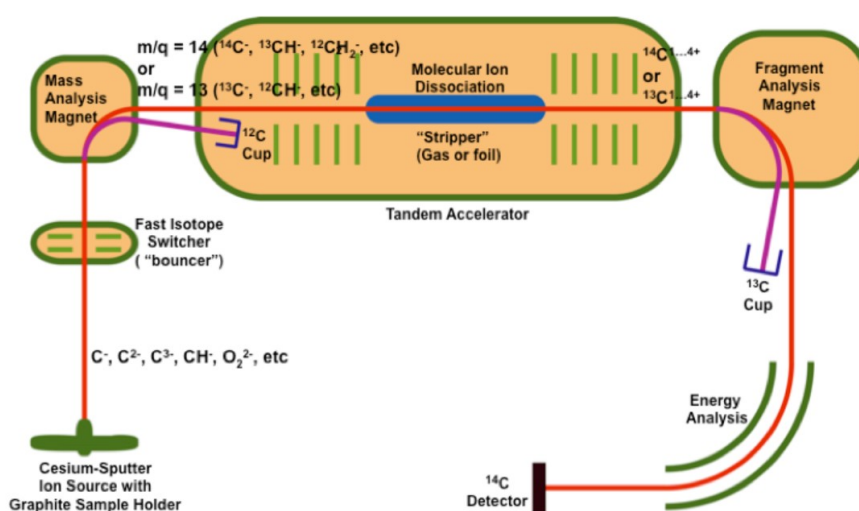 m/q = 14 (¹⁴C⁻, ¹³CH⁻, ¹²CH₂⁻, etc)
or
m/q = 13 (¹³C⁻, ¹²CH⁻, etc)
Mass
Analysis
Magnet
Molecular Ion
Dissociation
¹⁴C¹⁻⁴⁺
or
¹³C¹⁻⁴⁺
Fragment
Analysis
Magnet
¹²C
Cup
“Stripper”
(Gas or foil)
Tandem Accelerator
Fast Isotope
Switcher
( “bouncer”)
¹³C
Cup
C⁻, C²⁻, C³⁻, CH⁻, O₂²⁻, etc
Energy
Analysis
Cesium-Sputter
Ion Source with
Graphite Sample Holder
¹⁴C
Detector